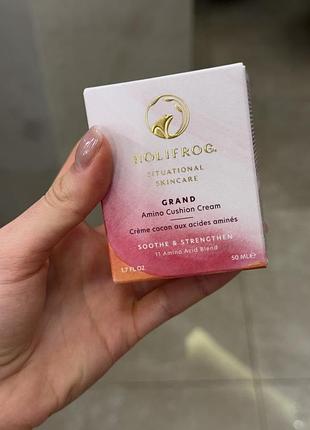 HOLIFROG®
SITUATIONAL
SKINCARE
GRAND
Amino Cushion Cream
Crème cocon aux acides aminés
SOOTHE & STRENGTHEN
11 Amino Acid Blend
1.7 FL OZ
50 ML ℮